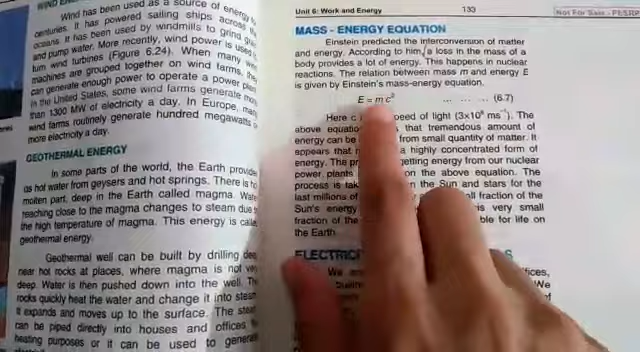 WIND EN
Wind has been used as a source of energy
centuries. It has powered sailing ships across
oceans. It has been used by windmills to grind
and pump water. More recently, wind power is used
turn wind turbines (Figure 6.24). When many
machines are grouped together on wind farms, the
can generate enough power to operate a power
In the United States, some wind farms generate more
than 1300 MW of electricity a day. In Europe, many
wind farms routinely generate hundred megawatts
more electricity a day.
GEOTHERMAL ENERGY
In some parts of the world, the Earth provides
us hot water from geysers and hot springs. There is
molten part, deep in the Earth called magma. Water
reaching close to the magma changes to steam due
the high temperature of magma. This energy is called
geothermal energy.
Geothermal well can be built by drilling dee
near hot rocks at places, where magma is not very
deep. Water is then pushed down into the well. The
rocks quickly heat the water and change it into steam
It expands and moves up to the surface. The steam
can be piped directly into houses and offices
heating purposes or it can be used to generate
Unit 6: Work and Energy 133 Not For Sale - PESRP
MASS - ENERGY EQUATION
Einstein predicted the interconversion of matter
and energy. According to him, a loss in the mass of a
body provides a lot of energy. This happens in nuclear
reactions. The relation between mass m and energy E
is given by Einstein's mass-energy equation.
E = m c² ... ... ... (6.7)
Here c peed of light (3x10⁸ ms⁻¹). The
above equatio that tremendous amount of
energy can be from small quantity of matter. It
appears that a highly concentrated form of
energy. The pr getting energy from our nuclear
power plants on the above equation. The
process is tak n the Sun and stars for the
last millions of ll fraction of the
Sun's energy is very small
fraction of the ble for life on
the Earth.
ELECTRIC S
We fices,
We